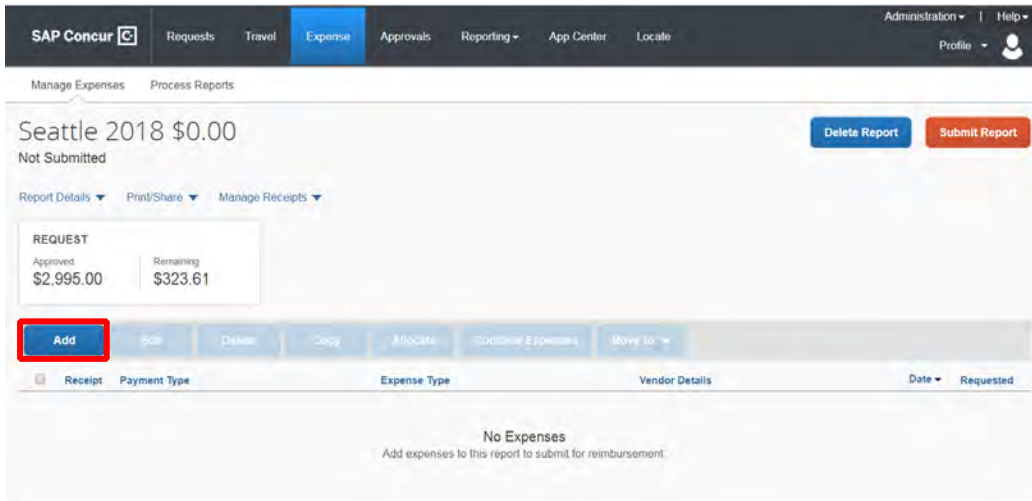 Administration | Help
SAP Concur C Requests Travel Expense Approvals Reporting App Center Locate
Profile
Manage Expenses Process Reports
Seattle 2018 $0.00
Delete Report Submit Report
Not Submitted
Report Details Print/Share Manage Receipts
REQUEST
Approved Remaining
$2,995.00 $323.61
Add Edit Delete Copy Allocate Combine Expenses Move to
Receipt Payment Type Expense Type Vendor Details Date Requested
No Expenses
Add expenses to this report to submit for reimbursement.